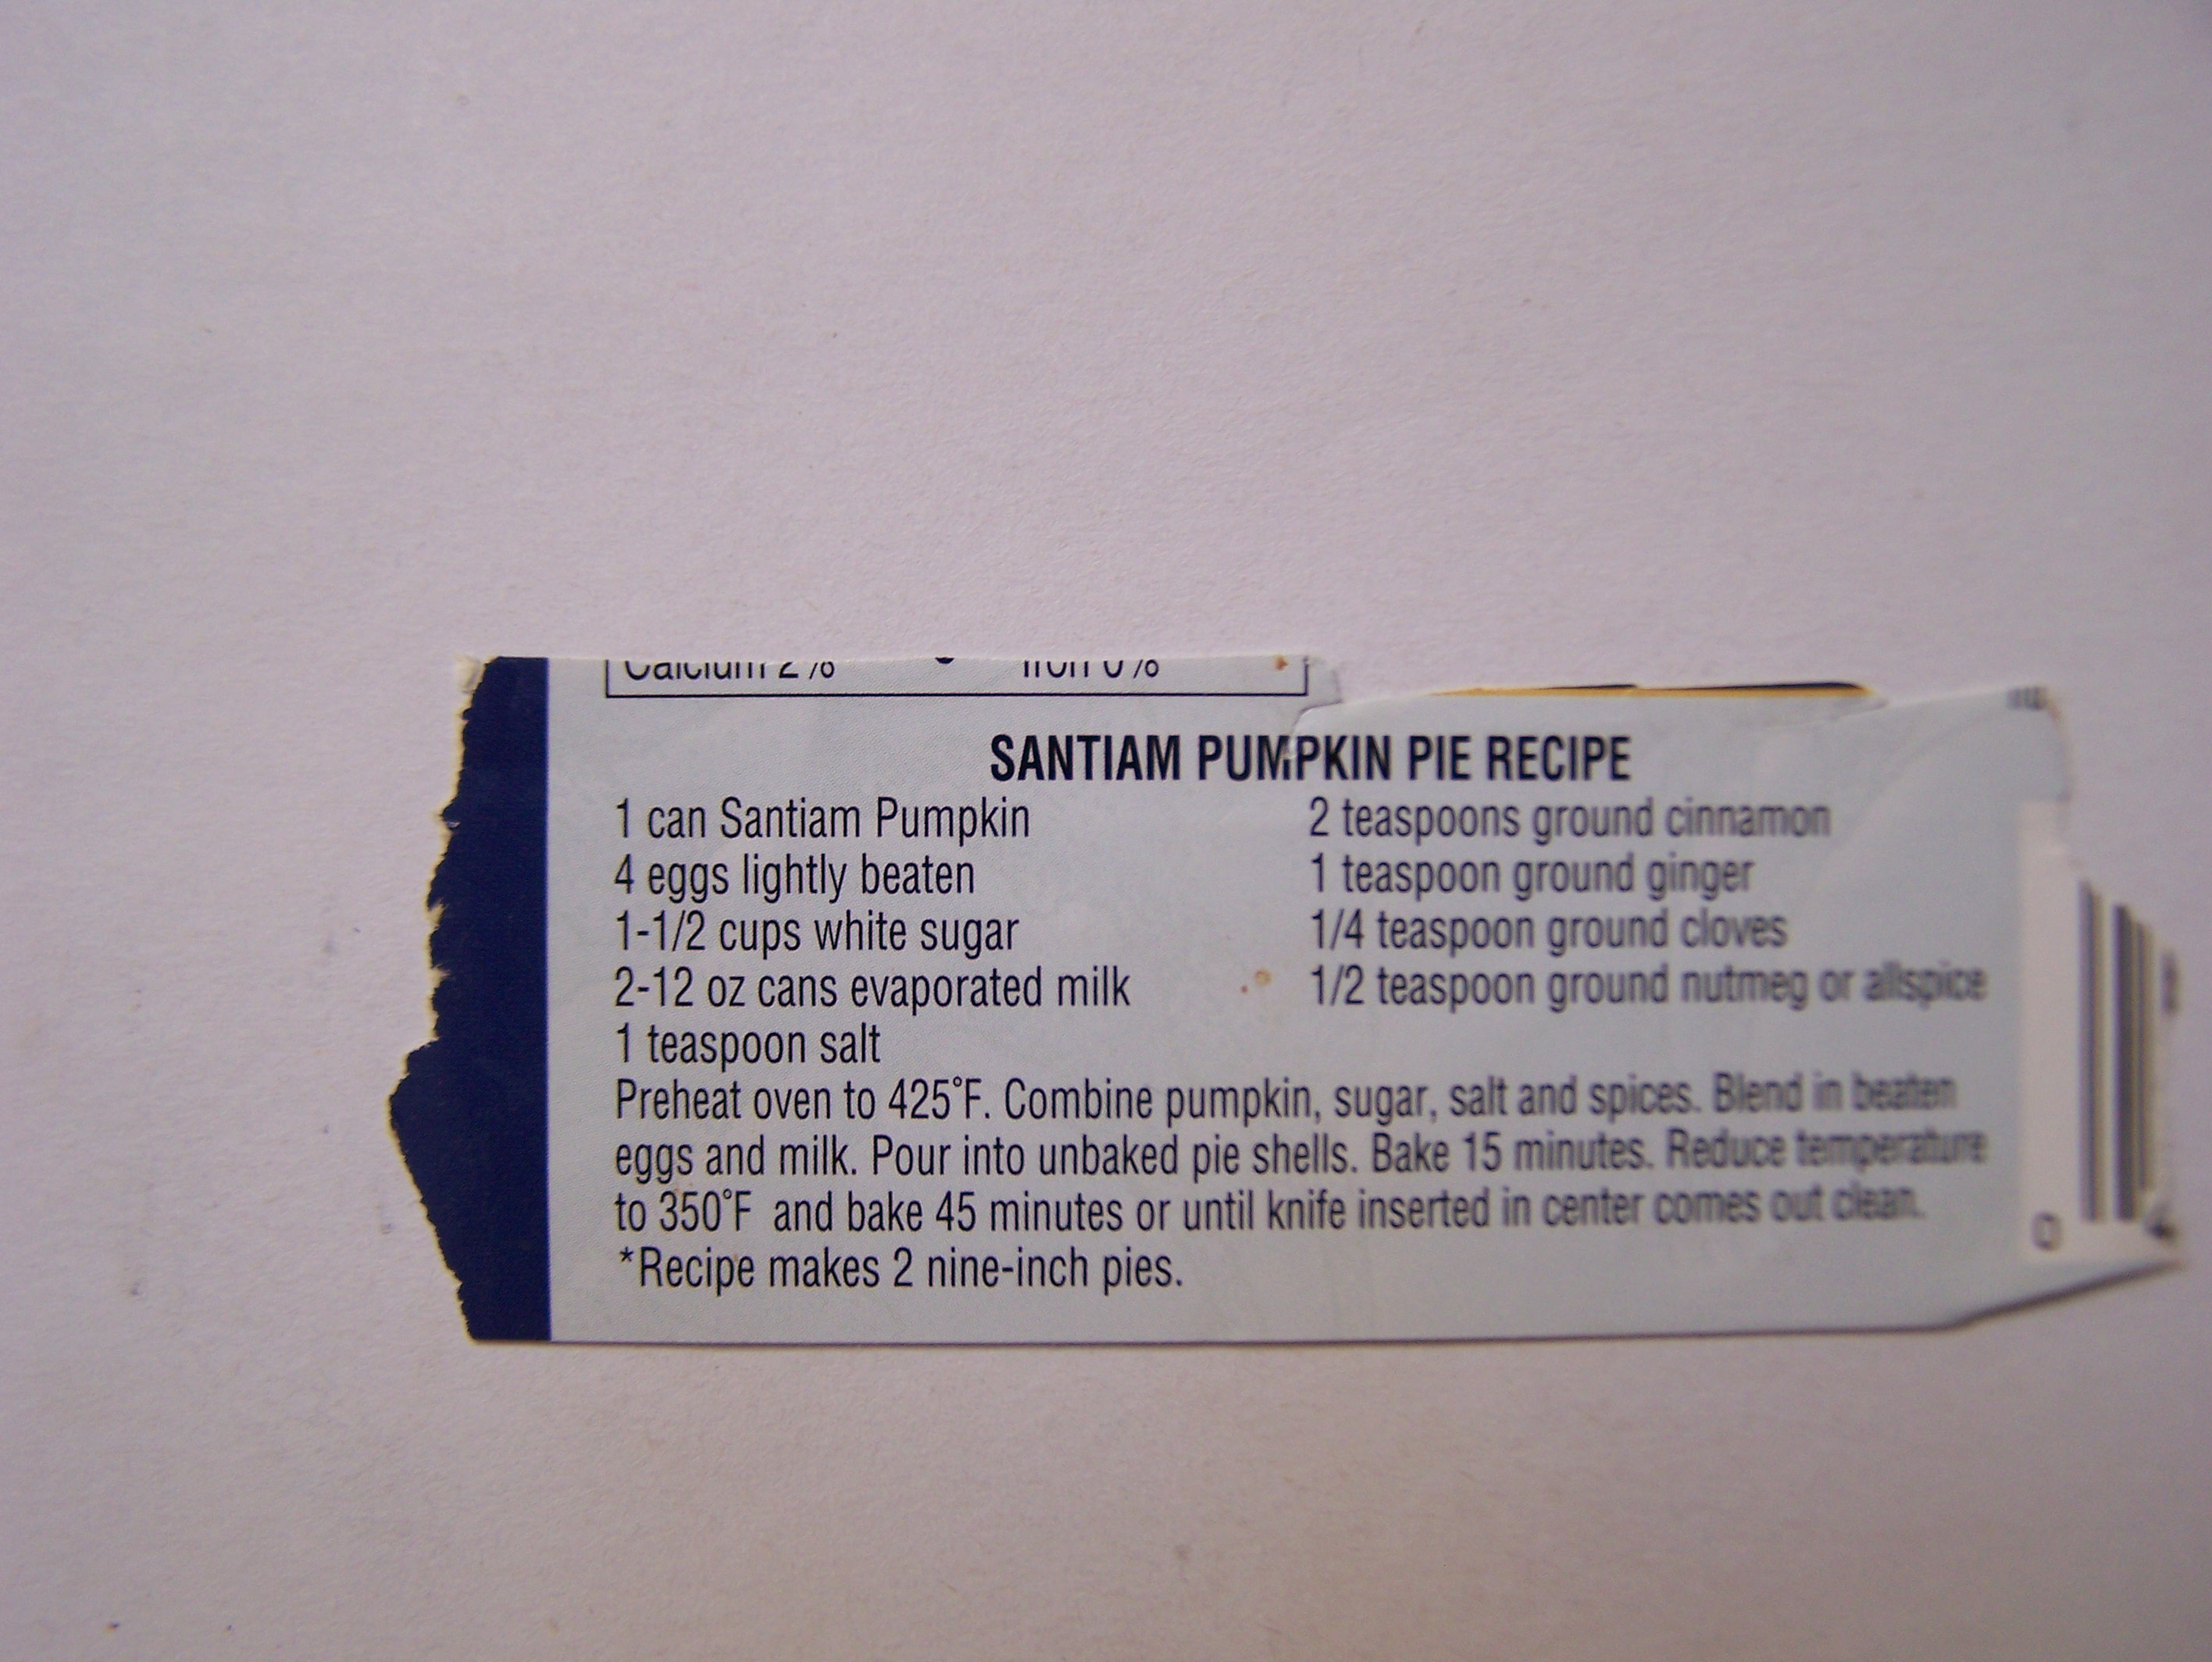 Calcium 2% • Iron 0%
SANTIAM PUMPKIN PIE RECIPE
1 can Santiam Pumpkin
4 eggs lightly beaten
1-1/2 cups white sugar
2-12 oz cans evaporated milk
1 teaspoon salt
2 teaspoons ground cinnamon
1 teaspoon ground ginger
1/4 teaspoon ground cloves
1/2 teaspoon ground nutmeg or allspice
Preheat oven to 425°F. Combine pumpkin, sugar, salt and spices. Blend in beaten
eggs and milk. Pour into unbaked pie shells. Bake 15 minutes. Reduce temperature
to 350°F and bake 45 minutes or until knife inserted in center comes out clean.
*Recipe makes 2 nine-inch pies.
0